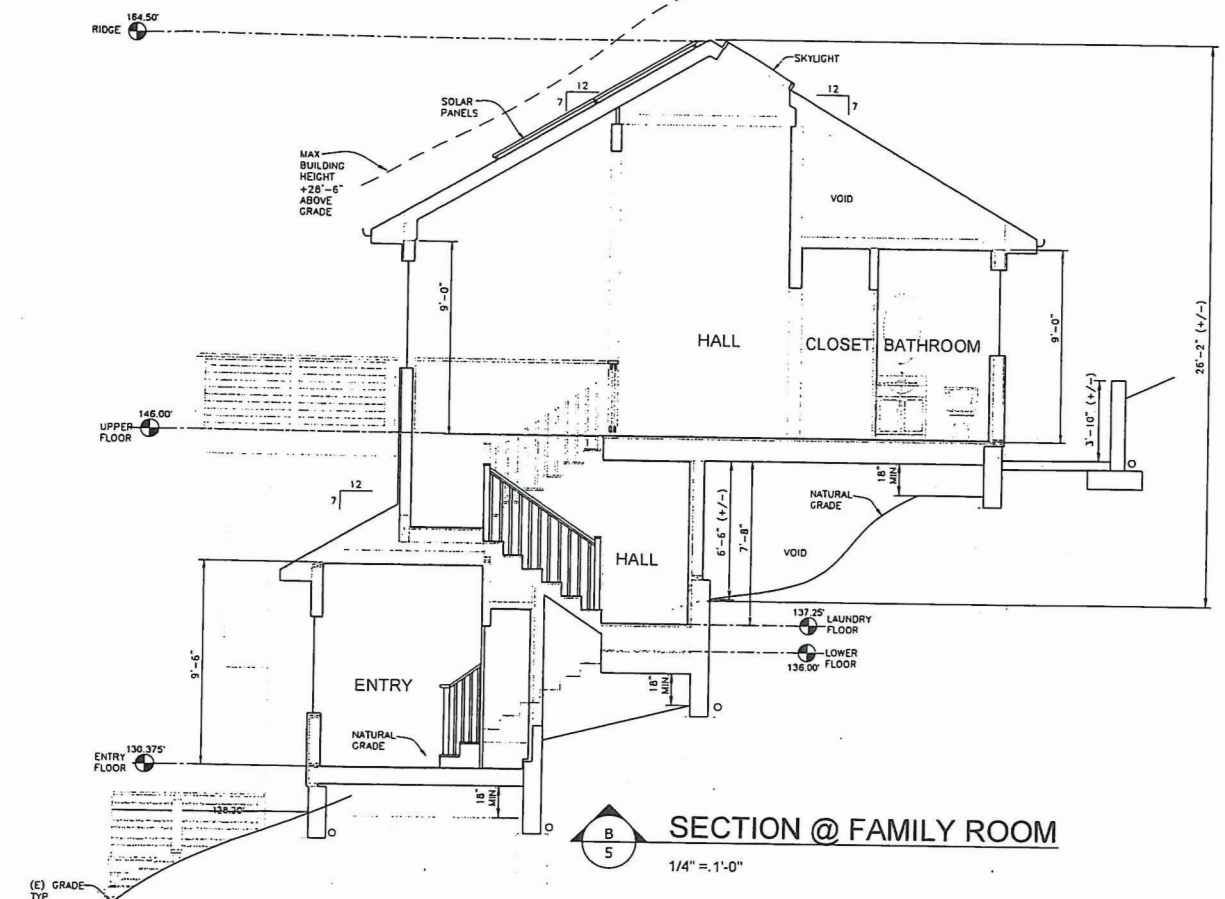 164.50'
RIDGE
SKYLIGHT
12
7
12
7
SOLAR
PANELS
MAX
BUILDING
HEIGHT
+28'-6"
ABOVE
GRADE
VOID
9'-0"
HALL
CLOSET
BATHROOM
9'-0"
26'-2" (+/-)
3'-10" (+/-)
146.00'
UPPER
FLOOR
12
7
18"
MIN
NATURAL
GRADE
6'-6" (+/-)
7'-8"
VOID
HALL
137.25'
LAUNDRY
FLOOR
LOWER
FLOOR
136.00'
9'-6"
ENTRY
18"
MIN
NATURAL
GRADE
130.375'
ENTRY
FLOOR
18"
MIN
128.20'
B
5
SECTION @ FAMILY ROOM
1/4" =.1'-0"
(E) GRADE
TYP